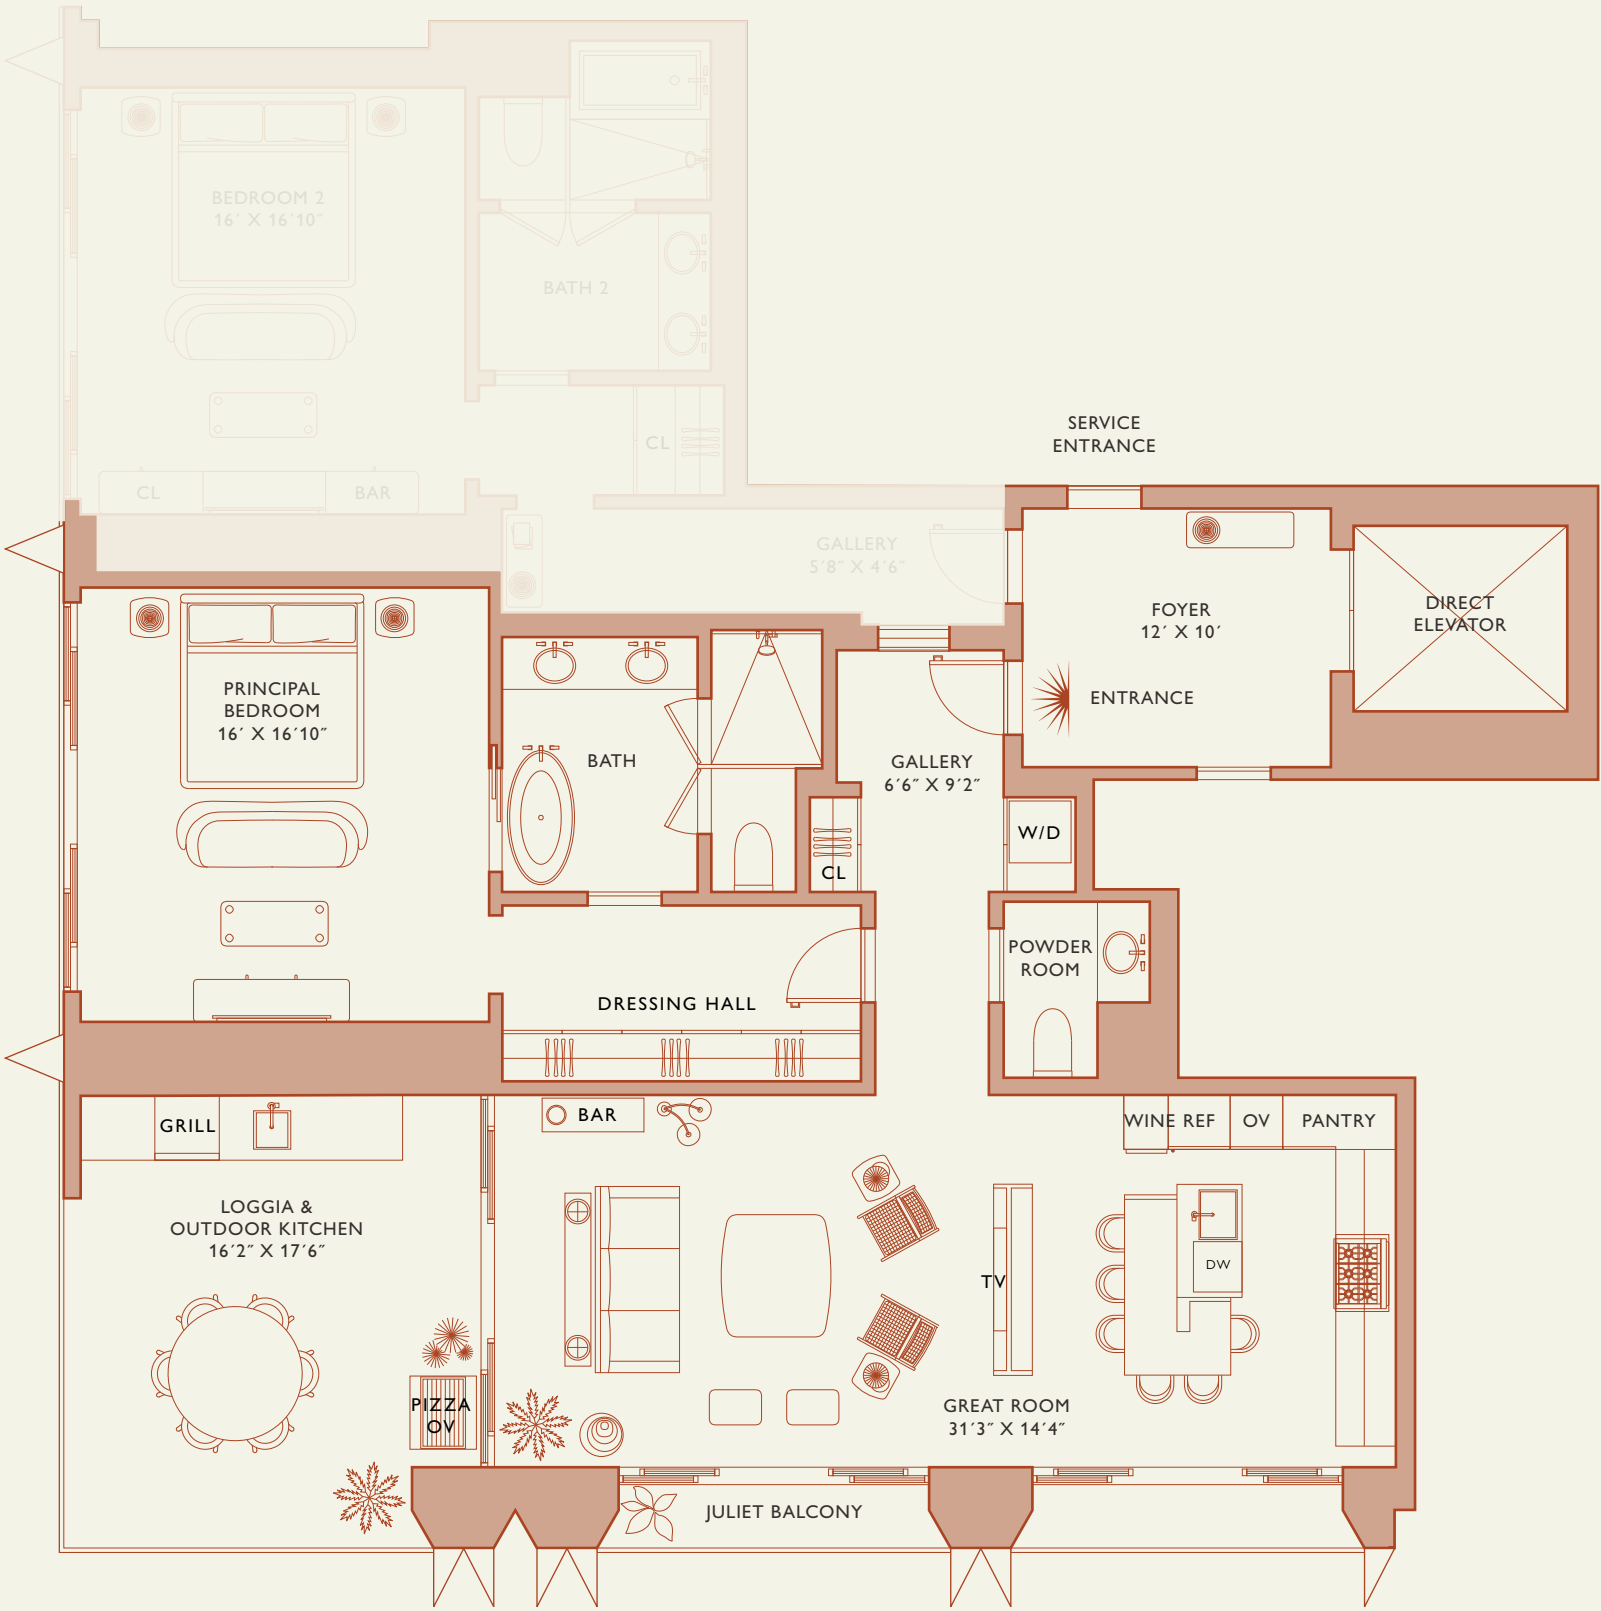 BEDROOM 2
16´ X 16´10˝
BATH 2
CL
CL
BAR
SERVICE
ENTRANCE
GALLERY
5´8˝ X 4´6˝
FOYER
12´ X 10´
DIRECT
ELEVATOR
ENTRANCE
PRINCIPAL
BEDROOM
16´ X 16´10˝
BATH
GALLERY
6´6˝ X 9´2˝
W/D
CL
POWDER
ROOM
DRESSING HALL
GRILL
BAR
WINE REF
OV
PANTRY
LOGGIA &
OUTDOOR KITCHEN
16´2˝ X 17´6˝
TV
DW
PIZZA
OV
GREAT ROOM
31´3˝ X 14´4˝
JULIET BALCONY